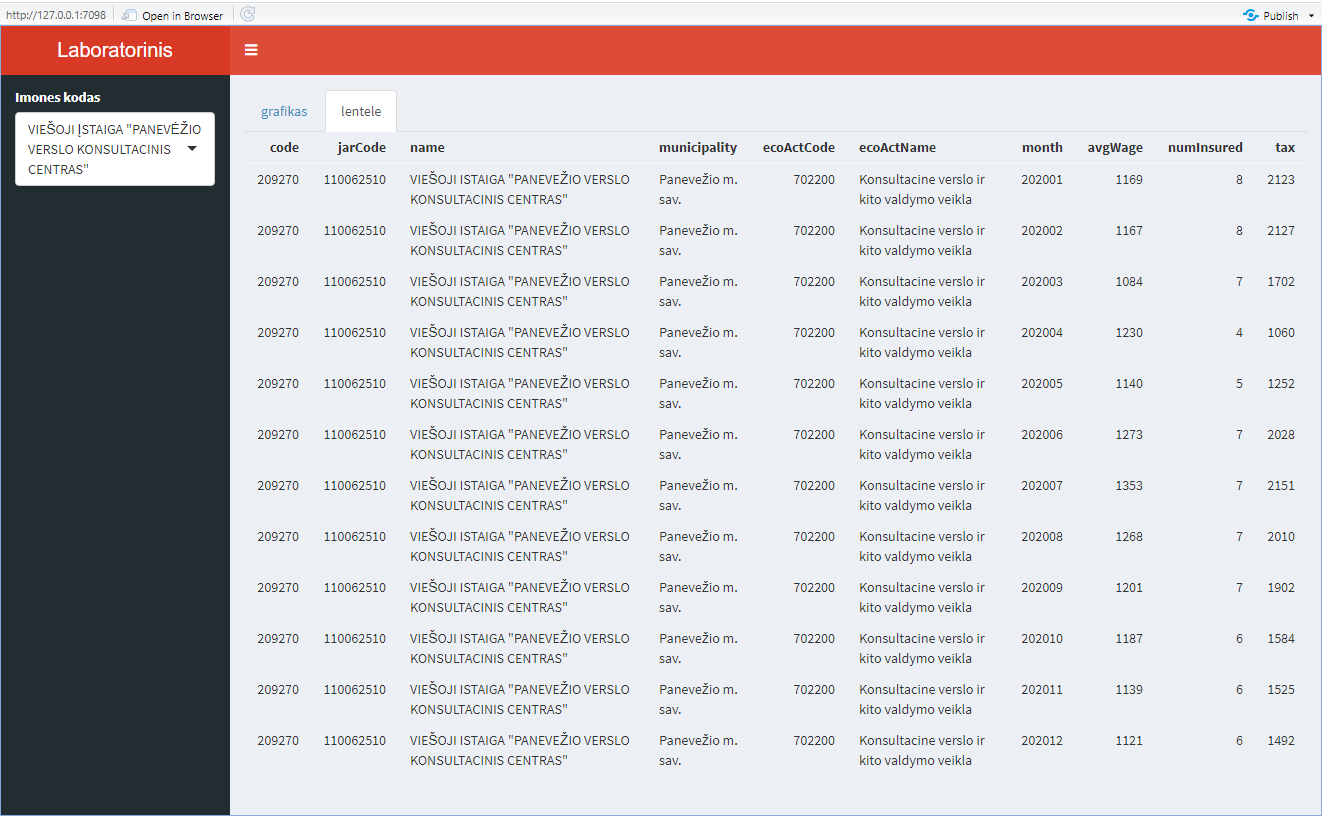 http://127.0.0.1:7098 Open in Browser Publish
Laboratorinis
Imones kodas
VIEŠOJI ĮSTAIGA "PANEVĖŽIO
VERSLO KONSULTACINIS
CENTRAS"
grafikas lentele
code jarCode name municipality ecoActCode ecoActName month avgWage numInsured tax
209270 110062510 VIEŠOJI ISTAIGA "PANEVEŽIO VERSLO Panevežio m. 702200 Konsultacine verslo ir 202001 1169 8 2123
KONSULTACINIS CENTRAS" sav. kito valdymo veikla
209270 110062510 VIEŠOJI ISTAIGA "PANEVEŽIO VERSLO Panevežio m. 702200 Konsultacine verslo ir 202002 1167 8 2127
KONSULTACINIS CENTRAS" sav. kito valdymo veikla
209270 110062510 VIEŠOJI ISTAIGA "PANEVEŽIO VERSLO Panevežio m. 702200 Konsultacine verslo ir 202003 1084 7 1702
KONSULTACINIS CENTRAS" sav. kito valdymo veikla
209270 110062510 VIEŠOJI ISTAIGA "PANEVEŽIO VERSLO Panevežio m. 702200 Konsultacine verslo ir 202004 1230 4 1060
KONSULTACINIS CENTRAS" sav. kito valdymo veikla
209270 110062510 VIEŠOJI ISTAIGA "PANEVEŽIO VERSLO Panevežio m. 702200 Konsultacine verslo ir 202005 1140 5 1252
KONSULTACINIS CENTRAS" sav. kito valdymo veikla
209270 110062510 VIEŠOJI ISTAIGA "PANEVEŽIO VERSLO Panevežio m. 702200 Konsultacine verslo ir 202006 1273 7 2028
KONSULTACINIS CENTRAS" sav. kito valdymo veikla
209270 110062510 VIEŠOJI ISTAIGA "PANEVEŽIO VERSLO Panevežio m. 702200 Konsultacine verslo ir 202007 1353 7 2151
KONSULTACINIS CENTRAS" sav. kito valdymo veikla
209270 110062510 VIEŠOJI ISTAIGA "PANEVEŽIO VERSLO Panevežio m. 702200 Konsultacine verslo ir 202008 1268 7 2010
KONSULTACINIS CENTRAS" sav. kito valdymo veikla
209270 110062510 VIEŠOJI ISTAIGA "PANEVEŽIO VERSLO Panevežio m. 702200 Konsultacine verslo ir 202009 1201 7 1902
KONSULTACINIS CENTRAS" sav. kito valdymo veikla
209270 110062510 VIEŠOJI ISTAIGA "PANEVEŽIO VERSLO Panevežio m. 702200 Konsultacine verslo ir 202010 1187 6 1584
KONSULTACINIS CENTRAS" sav. kito valdymo veikla
209270 110062510 VIEŠOJI ISTAIGA "PANEVEŽIO VERSLO Panevežio m. 702200 Konsultacine verslo ir 202011 1139 6 1525
KONSULTACINIS CENTRAS" sav. kito valdymo veikla
209270 110062510 VIEŠOJI ISTAIGA "PANEVEŽIO VERSLO Panevežio m. 702200 Konsultacine verslo ir 202012 1121 6 1492
KONSULTACINIS CENTRAS" sav. kito valdymo veikla